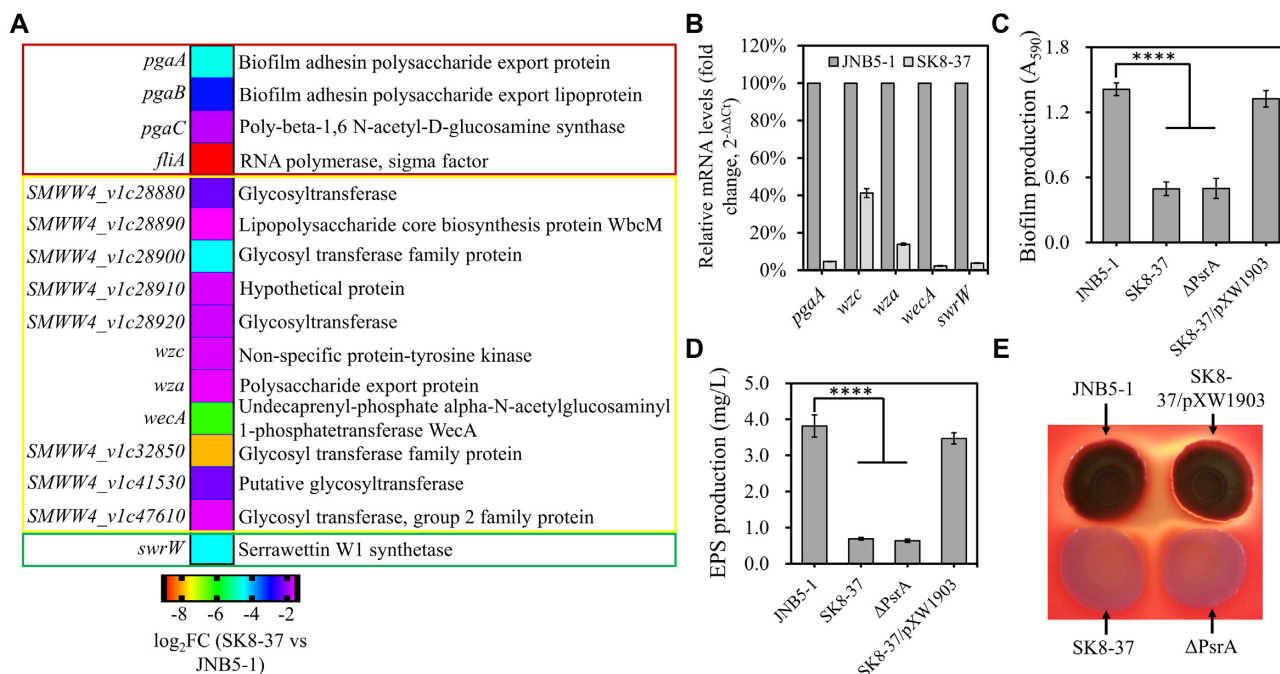 A
pgaA Biofilm adhesin polysaccharide export protein
pgaB Biofilm adhesin polysaccharide export lipoprotein
pgaC Poly-beta-1,6 N-acetyl-D-glucosamine synthase
fliA RNA polymerase, sigma factor
SMWW4_v1c28880 Glycosyltransferase
SMWW4_v1c28890 Lipopolysaccharide core biosynthesis protein WbcM
SMWW4_v1c28900 Glycosyl transferase family protein
SMWW4_v1c28910 Hypothetical protein
SMWW4_v1c28920 Glycosyltransferase
wzc Non-specific protein-tyrosine kinase
wza Polysaccharide export protein
wecA Undecaprenyl-phosphate alpha-N-acetylglucosaminyl
1-phosphatetransferase WecA
SMWW4_v1c32850 Glycosyl transferase family protein
SMWW4_v1c41530 Putative glycosyltransferase
SMWW4_v1c47610 Glycosyl transferase, group 2 family protein
swrW Serrawettin W1 synthetase
-8 -6 -4 -2
log₂FC (SK8-37 vs
JNB5-1)
B
Relative mRNA levels (fold
change, 2^-ΔΔCt)
120%
100%
80%
60%
40%
20%
0%
JNB5-1 SK8-37
pgaA wzc wza wecA swrW
C
Biofilm production (A₅₉₀)
1.8
1.2
0.6
0.0
****
JNB5-1 SK8-37 ΔPsrA SK8-37/pXW1903
D
EPS production (mg/L)
5.0
4.0
3.0
2.0
1.0
0.0
****
JNB5-1 SK8-37 ΔPsrA SK8-37/pXW1903
E
JNB5-1
SK8-
37/pXW1903
SK8-37 ΔPsrA